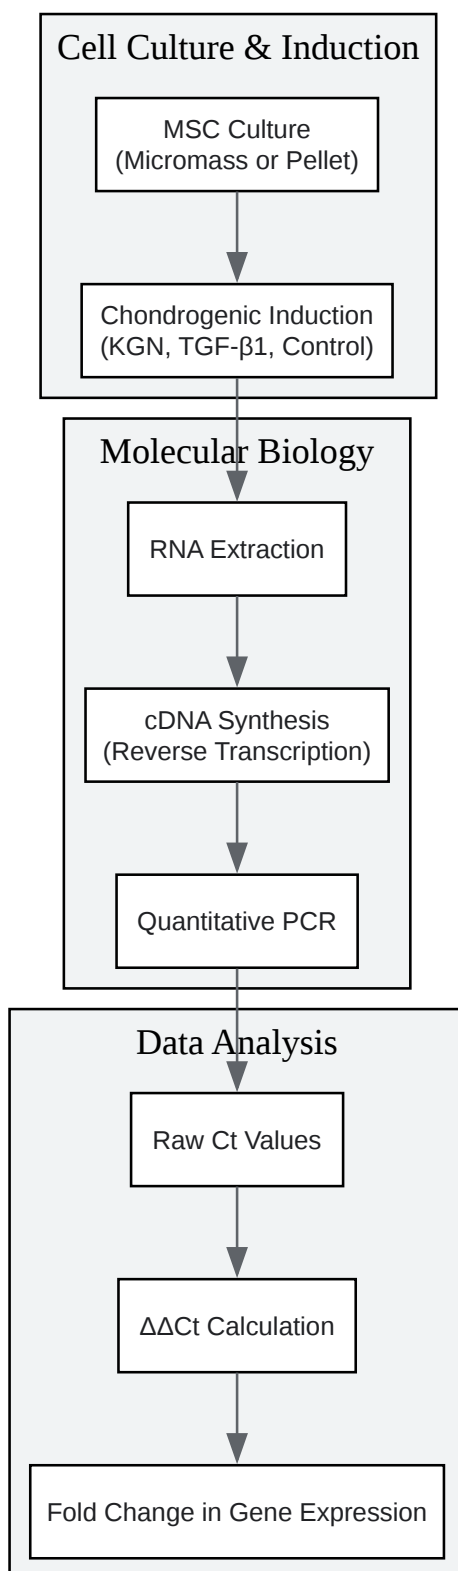 Cell Culture & Induction
MSC Culture
(Micromass or Pellet)
Chondrogenic Induction
(KGN, TGF-β1, Control)
Molecular Biology
RNA Extraction
cDNA Synthesis
(Reverse Transcription)
Quantitative PCR
Data Analysis
Raw Ct Values
ΔΔCt Calculation
Fold Change in Gene Expression